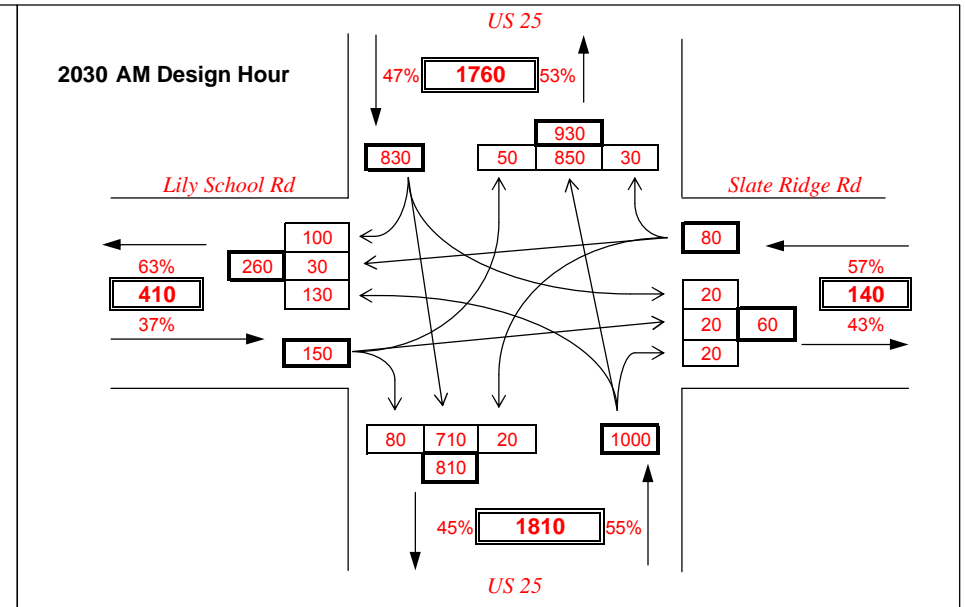 US 25
2030 AM Design Hour
47% 1760 53%
930
830 50 850 30
Lily School Rd Slate Ridge Rd
100 80
63% 260 30 57%
410 130 20 140
37% 20 60 43%
150 20
80 710 20 1000
810
45% 1810 55%
US 25